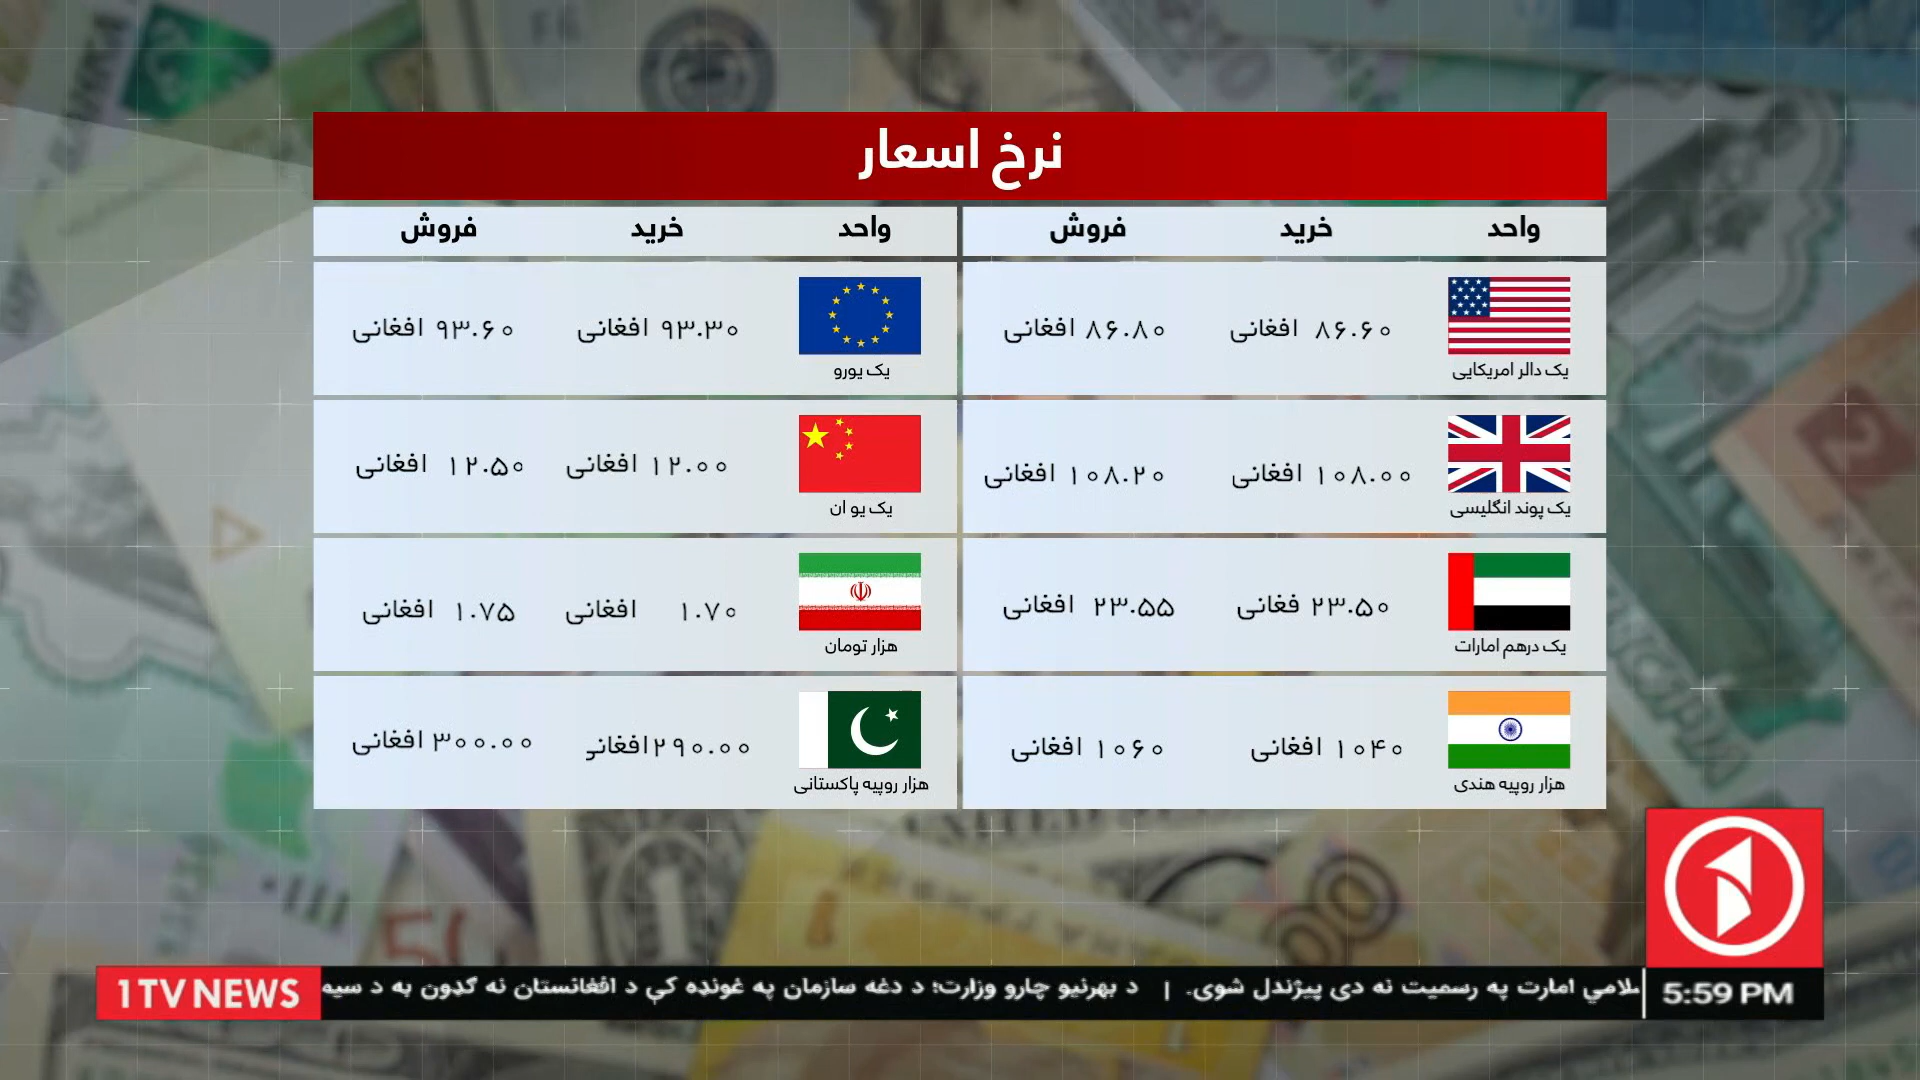 نرخ اسعار
واحد خرید فروش
۸۶.۶۰ افغانی ۸۶.۸۰ افغانی
یک دالر امریکایی
۱۰۸.۰۰ افغانی ۱۰۸.۲۰ افغانی
یک پوند انگلیسی
۲۳.۵۰ فغانی ۲۳.۵۵ افغانی
یک درهم امارات
۱۰۴۰ افغانی ۱۰۶۰ افغانی
هزار روپیه هندی
واحد خرید فروش
۹۳.۳۰ افغانی ۹۳.۶۰ افغانی
یک یورو
۱۲.۰۰ افغانی ۱۲.۵۰ افغانی
یک یو ان
۱.۷۰ افغانی ۱.۷۵ افغانی
هزار تومان
۲۹۰.۰۰ افغانی ۳۰۰.۰۰ افغانی
هزار روپیه پاکستانی
1TV NEWS
سلامي امارت په رسمیت نه دی پیژندل شوی. | د بهرنیو چارو وزارت؛ د دغه سازمان په غونډه کې د افغانستان نه ګډون به د سیم
5:59 PM